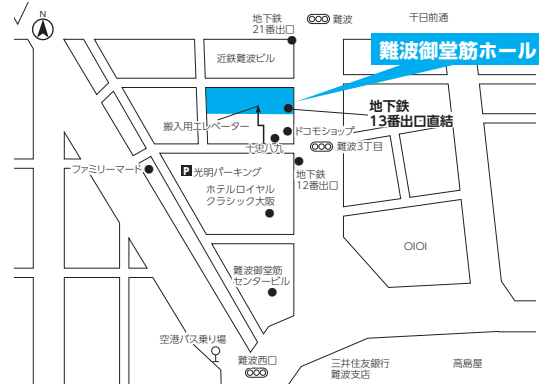 N
地下鉄
21番出口
難波
千日前通
近鉄難波ビル
難波御堂筋ホール
地下鉄
13番出口直結
搬入用エレベーター
ドコモショップ
十忠八九
難波3丁目
ファミリーマート
P 光明パーキング
地下鉄
12番出口
ホテルロイヤル
クラシック大阪
OIOI
難波御堂筋
センタービル
空港バス乗り場
難波西口
三井住友銀行
難波支店
高島屋